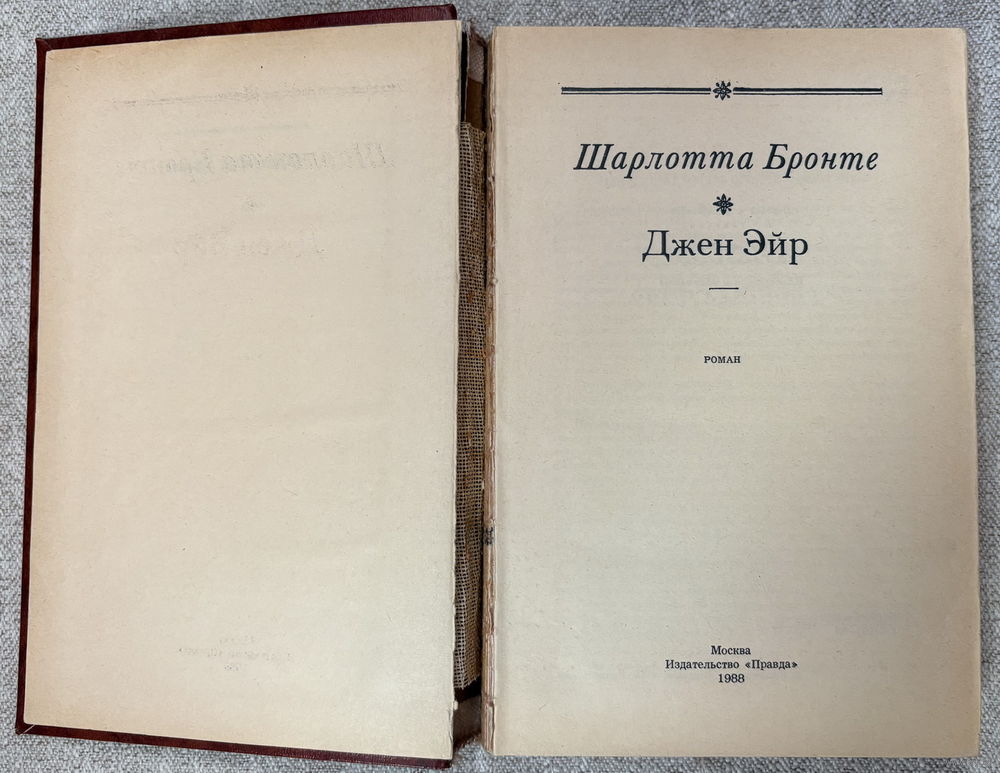 Шарлотта Бронте
Джен Эйр
РОМАН
Москва
Издательство «Правда»
1988